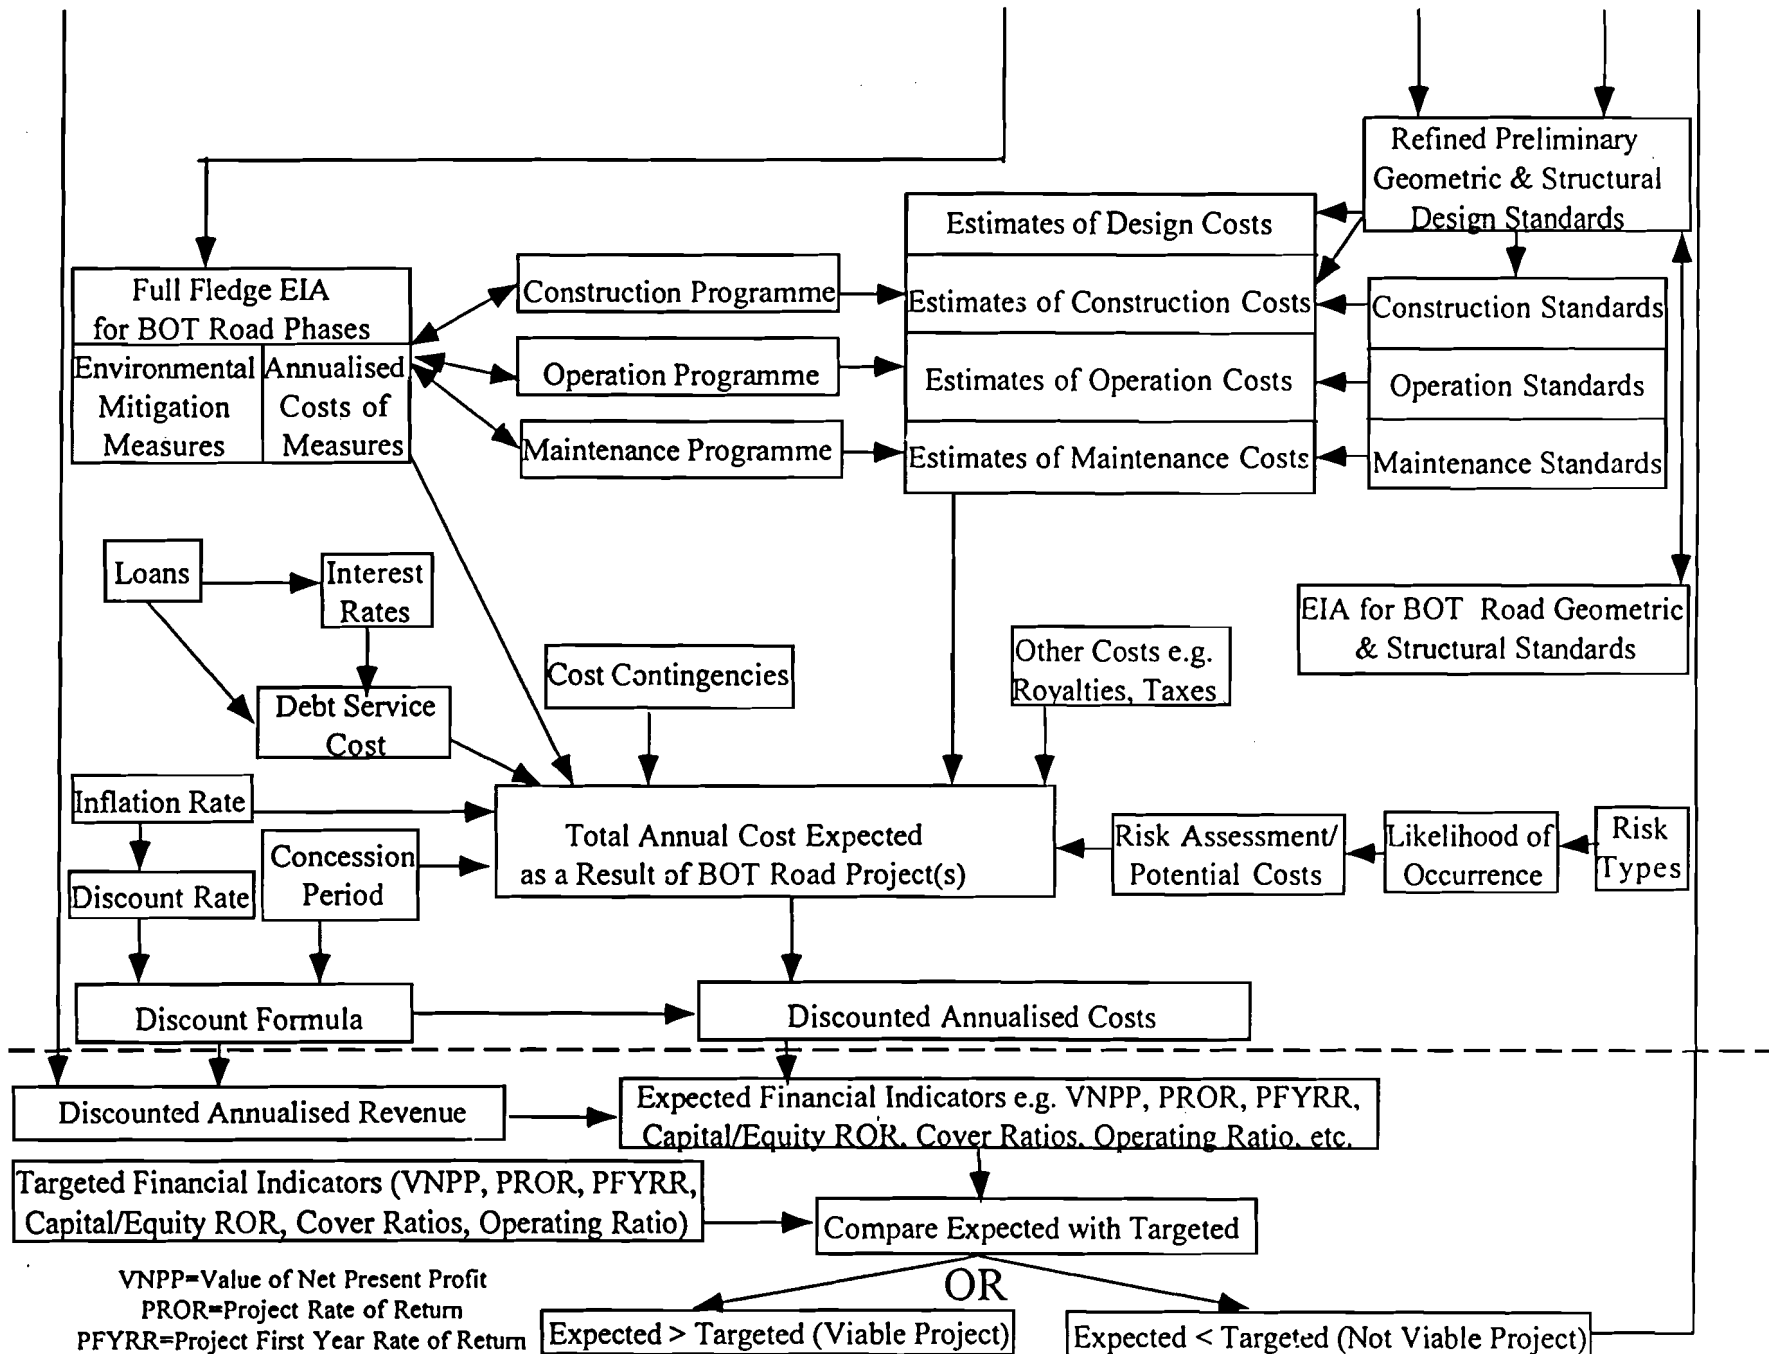 Refined Preliminary
Geometric & Structural
Design Standards
Estimates of Design Costs
Full Fledge EIA
for BOT Road Phases
Environmental
Mitigation
Measures
Annualised
Costs of
Measures
Construction Programme
Operation Programme
Maintenance Programme
Estimates of Construction Costs
Estimates of Operation Costs
Estimates of Maintenance Costs
Construction Standards
Operation Standards
Maintenance Standards
Loans
Interest
Rates
EIA for BOT Road Geometric
& Structural Standards
Debt Service
Cost
Cost Contingencies
Other Costs e.g.
Royalties, Taxes
Inflation Rate
Discount Rate
Concession
Period
Total Annual Cost Expected
as a Result of BOT Road Project(s)
Risk Assessment/
Potential Costs
Likelihood of
Occurrence
Risk
Types
Discount Formula
Discounted Annualised Costs
Discounted Annualised Revenue
Expected Financial Indicators e.g. VNPP, PROR, PFYRR,
Capital/Equity ROR, Cover Ratios, Operating Ratio, etc.
Targeted Financial Indicators (VNPP, PROR, PFYRR,
Capital/Equity ROR, Cover Ratios, Operating Ratio)
Compare Expected with Targeted
OR
VNPP=Value of Net Present Profit
PROR=Project Rate of Return
PFYRR=Project First Year Rate of Return
Expected > Targeted (Viable Project)
Expected < Targeted (Not Viable Project)